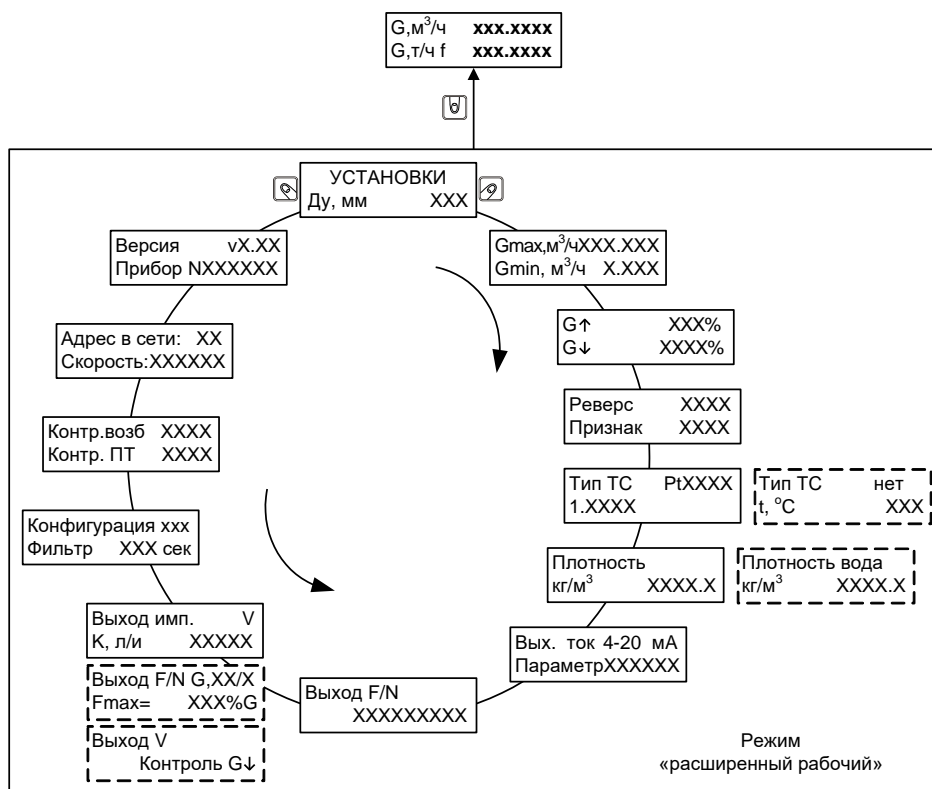 G,м³/ч xxx.xxxx
G,т/ч f xxx.xxxx
УСТАНОВКИ
Ду, мм XXX
Gmax,м³/чXXX.XXX
Gmin, м³/ч X.XXX
G↑ XXX%
G↓ XXXX%
Реверс XXXX
Признак XXXX
Тип ТС PtXXXX
1.XXXX
Тип ТС нет
t, °C XXX
Плотность
кг/м³ XXXX.X
Плотность вода
кг/м³ XXXX.X
Вых. ток 4-20 мА
ПараметрXXXXXX
Выход F/N
XXXXXXXXX
Выход имп. V
K, л/и XXXXX
Выход F/N G,XX/X
Fmax= XXX%G
Выход V
Контроль G↓
Конфигурация xxx
Фильтр XXX сек
Контр.возб XXXX
Контр. ПТ XXXX
Адрес в сети: XX
Скорость:XXXXXX
Версия vX.XX
Прибор NXXXXXX
Режим
«расширенный рабочий»